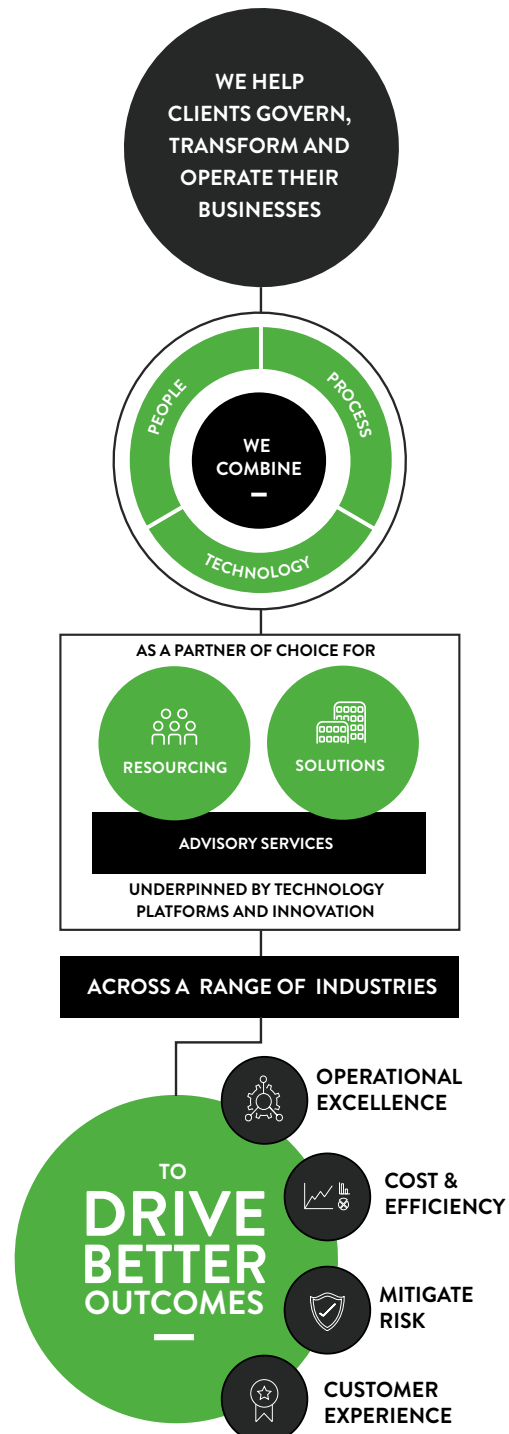 WE HELP
CLIENTS GOVERN,
TRANSFORM AND
OPERATE THEIR
BUSINESSES
PEOPLE
PROCESS
WE
COMBINE
TECHNOLOGY
AS A PARTNER OF CHOICE FOR
RESOURCING
SOLUTIONS
ADVISORY SERVICES
UNDERPINNED BY TECHNOLOGY
PLATFORMS AND INNOVATION
ACROSS A RANGE OF INDUSTRIES
TO
DRIVE
BETTER
OUTCOMES
OPERATIONAL
EXCELLENCE
COST &
EFFICIENCY
MITIGATE
RISK
CUSTOMER
EXPERIENCE